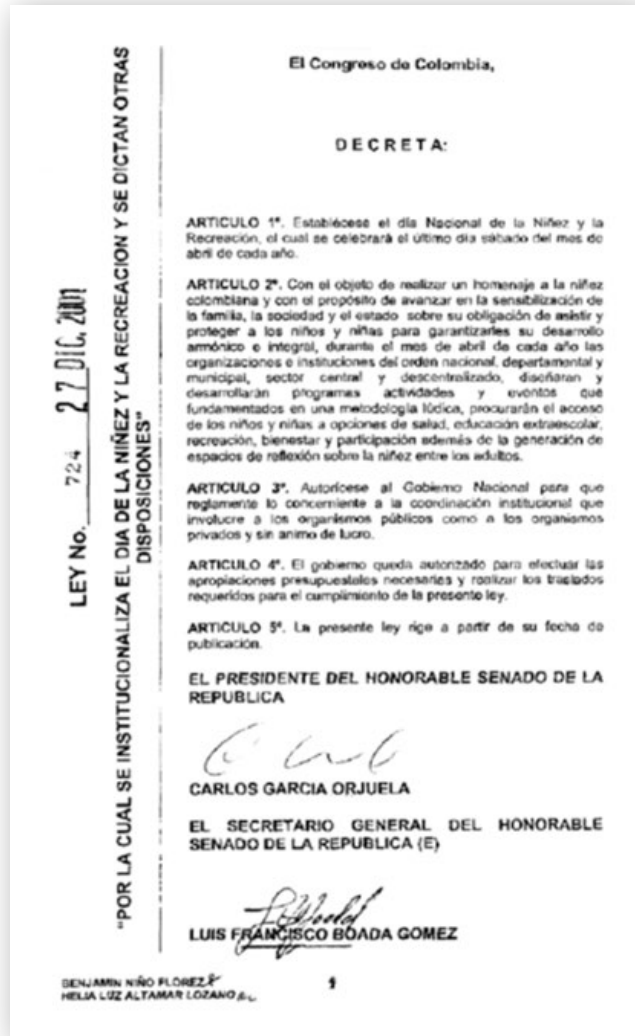 LEY No. 724 27 DIC. 2001
"POR LA CUAL SE INSTITUCIONALIZA EL DIA DE LA NIÑEZ Y LA RECREACION Y SE DICTAN OTRAS
DISPOSICIONES"
El Congreso de Colombia,
DECRETA:
ARTICULO 1º. Establécese el día Nacional de la Niñez y la
Recreación, el cual se celebrará el último día sábado del mes de
abril de cada año.
ARTICULO 2º. Con el objeto de realizar un homenaje a la niñez
colombiana y con el propósito de avanzar en la sensibilización de
la familia, la sociedad y el estado sobre su obligación de asistir y
proteger a los niños y niñas para garantizarles su desarrollo
armónico e integral, durante el mes de abril de cada año las
organizaciones e instituciones del orden nacional, departamental y
municipal, sector central y descentralizado, diseñaran y
desarrollarán programas actividades y eventos que
fundamentados en una metodología lúdica, procurarán el acceso
de los niños y niñas a opciones de salud, educación extraescolar,
recreación, bienestar y participación además de la generación de
espacios de reflexión sobre la niñez entre los adultos.
ARTICULO 3º. Autorícese al Gobierno Nacional para que
reglamente lo concerniente a la coordinación institucional que
involucre a los organismos públicos como a los organismos
privados y sin animo de lucro.
ARTICULO 4º. El gobierno queda autorizado para efectuar las
apropiaciones presupuestales necesarias y realizar los traslados
requeridos para el cumplimiento de la presente ley.
ARTICULO 5º. La presente ley rige a partir de su fecha de
publicación.
EL PRESIDENTE DEL HONORABLE SENADO DE LA
REPUBLICA
CARLOS GARCIA ORJUELA
EL SECRETARIO GENERAL DEL HONORABLE
SENADO DE LA REPUBLICA (E)
LUIS FRANCISCO BOADA GOMEZ
BENJAMIN NIÑO FLOREZ
HELIA LUZ ALTAMAR LOZANO